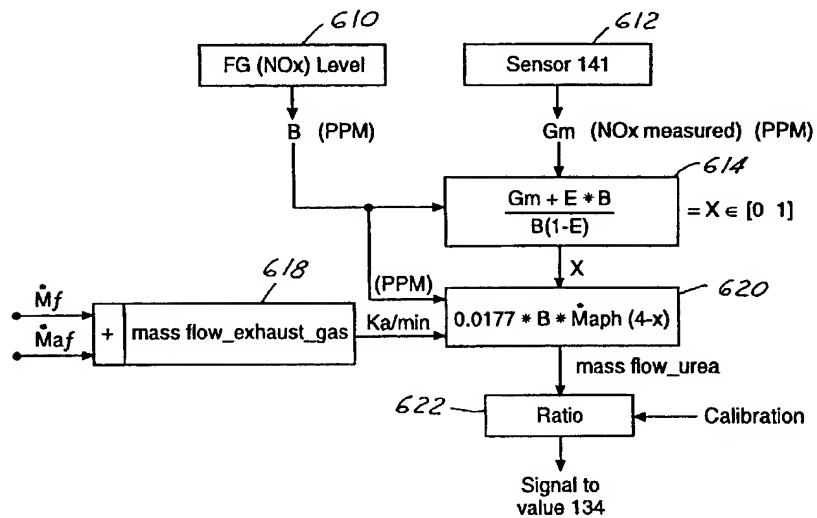 610
612
FG (NOx) Level
Sensor 141
B (PPM)
Gm (NOx measured) (PPM)
614
Gm + E * B
B(1-E)
= X ∈ [0 1]
X
618
(PPM)
620
Ṁf
Ṁaf
+
mass flow_exhaust_gas
Ka/min
0.0177 * B * Ṁaph (4-x)
mass flow_urea
622
Ratio
Calibration
Signal to
value 134